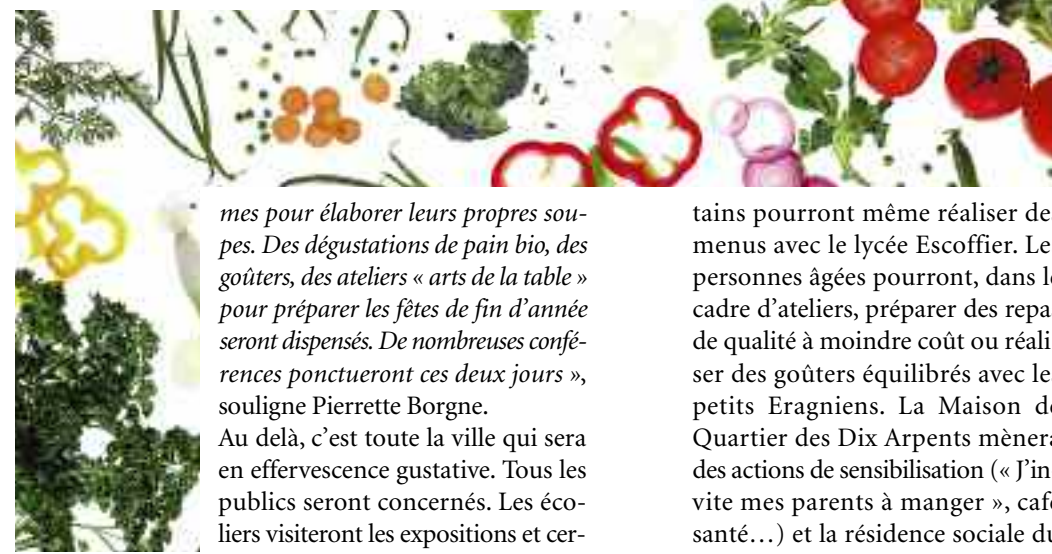 mes pour élaborer leurs propres sou-
pes. Des dégustations de pain bio, des
goûters, des ateliers « arts de la table »
pour préparer les fêtes de fin d’année
seront dispensés. De nombreuses confé-
rences ponctueront ces deux jours »,
souligne Pierrette Borgne.
Au delà, c’est toute la ville qui sera
en effervescence gustative. Tous les
publics seront concernés. Les éco-
liers visiteront les expositions et cer-
tains pourront même réaliser de
menus avec le lycée Escoffier. Le
personnes âgées pourront, dans l
cadre d’ateliers, préparer des repa
de qualité à moindre coût ou réali
ser des goûters équilibrés avec le
petits Eragniens. La Maison d
Quartier des Dix Arpents mènera
des actions de sensibilisation (« J’in
vite mes parents à manger », caf
santé…) et la résidence sociale du